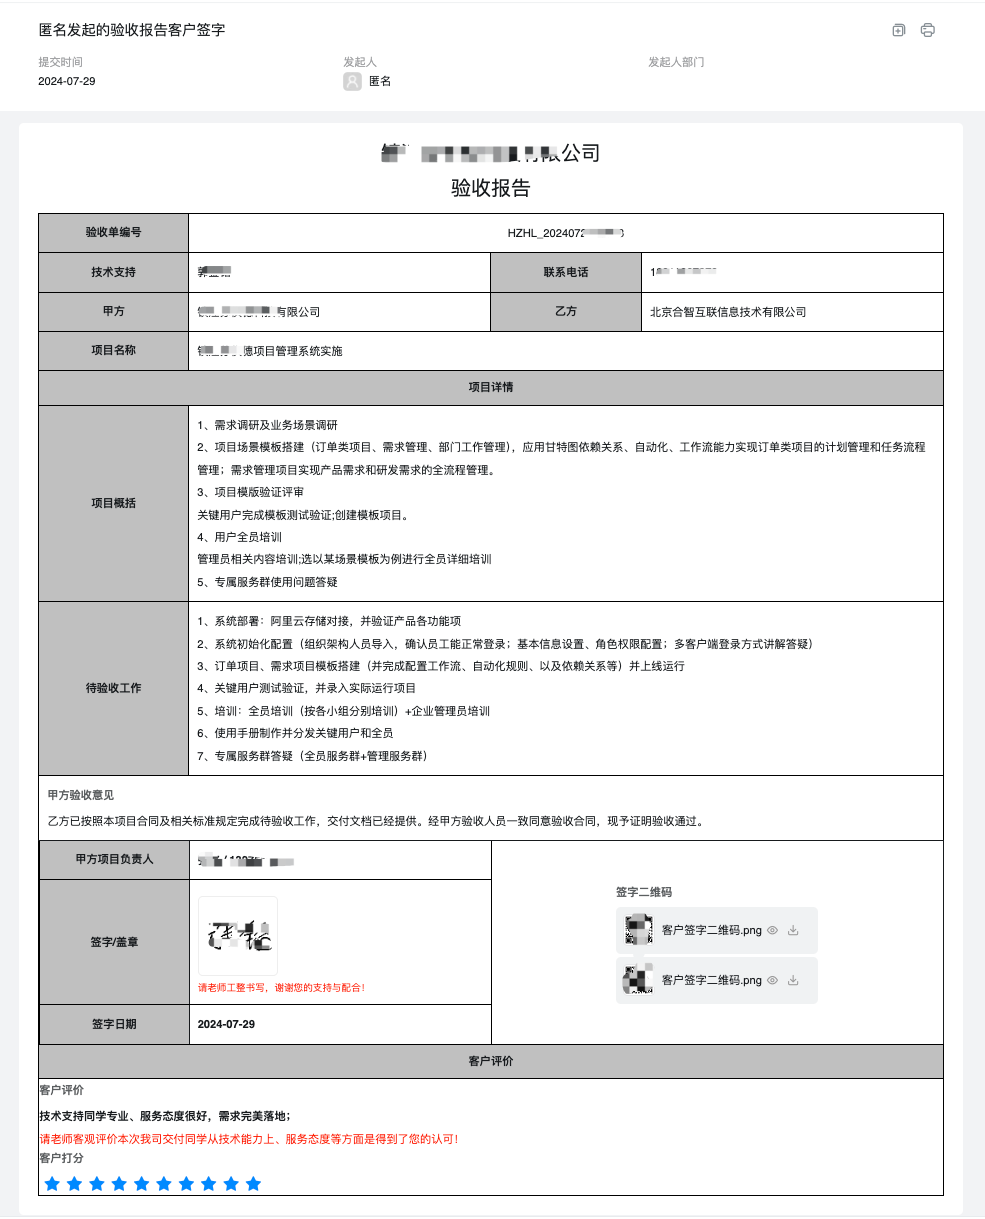 匿名发起的验收报告客户签字
提交时间
发起人
发起人部门
2024-07-29
匿名
公司
验收报告
验收单编号
HZHL_202407
技术支持
联系电话
甲方
有限公司
乙方
北京合智互联信息技术有限公司
项目名称
德项目管理系统实施
项目详情
项目概括
1、需求调研及业务场景调研
2、项目场景模板搭建（订单类项目、需求管理、部门工作管理），应用甘特图依赖关系、自动化、工作流能力实现订单类项目的计划管理和任务流程
管理；需求管理项目实现产品需求和研发需求的全流程管理。
3、项目模版验证评审
关键用户完成模板测试验证;创建模板项目。
4、用户全员培训
管理员相关内容培训;选以某场景模板为例进行全员详细培训
5、专属服务群使用问题答疑
待验收工作
1、系统部署：阿里云存储对接，并验证产品各功能项
2、系统初始化配置（组织架构人员导入，确认员工能正常登录；基本信息设置、角色权限配置；多客户端登录方式讲解答疑）
3、订单项目、需求项目模板搭建（并完成配置工作流、自动化规则、以及依赖关系等）并上线运行
4、关键用户测试验证，并录入实际运行项目
5、培训：全员培训（按各小组分别培训）+企业管理员培训
6、使用手册制作并分发关键用户和全员
7、专属服务群答疑（全员服务群+管理服务群）
甲方验收意见
乙方已按照本项目合同及相关标准规定完成待验收工作，交付文档已经提供。经甲方验收人员一致同意验收合同，现予证明验收通过。
甲方项目负责人
签字二维码
客户签字二维码.png
客户签字二维码.png
签字/盖章
请老师工整书写，谢谢您的支持与配合！
签字日期
2024-07-29
客户评价
客户评价
技术支持同学专业、服务态度很好，需求完美落地；
请老师客观评价本次我司交付同学从技术能力上、服务态度等方面是得到了您的认可！
客户打分